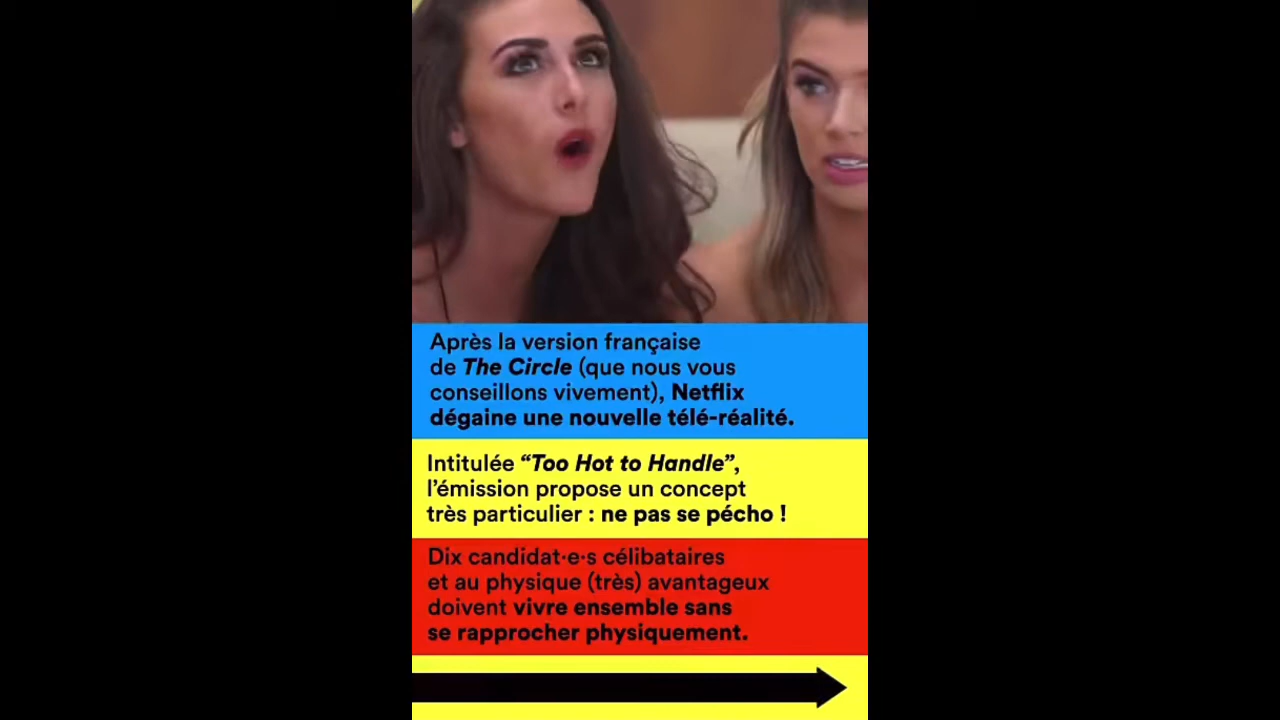 Après la version française
de The Circle (que nous vous
conseillons vivement), Netflix
dégaine une nouvelle télé-réalité.
Intitulée “Too Hot to Handle”,
l’émission propose un concept
très particulier : ne pas se pécho !
Dix candidat·e·s célibataires
et au physique (très) avantageux
doivent vivre ensemble sans
se rapprocher physiquement.